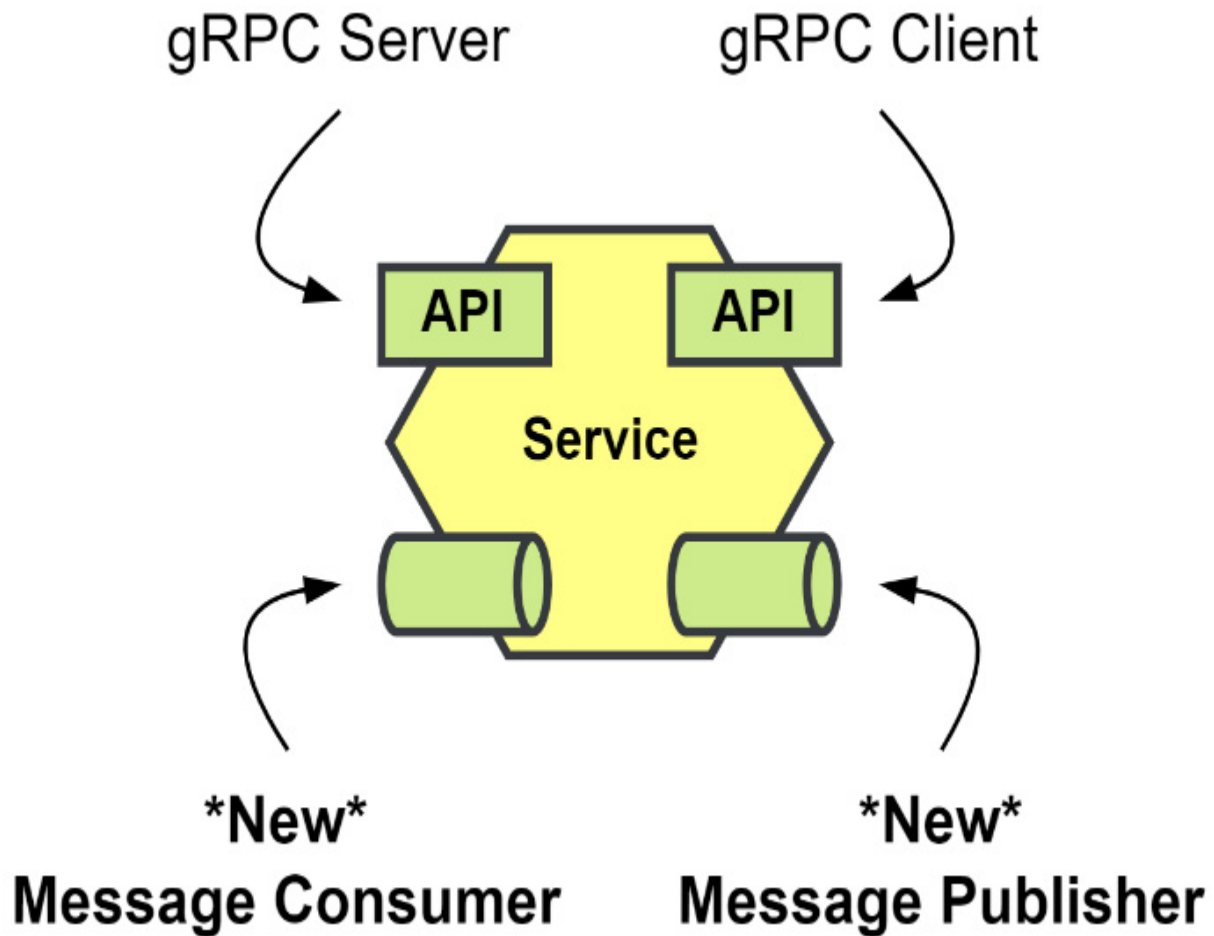 gRPC Server
gRPC Client
API
API
Service
*New*
Message Consumer
*New*
Message Publisher